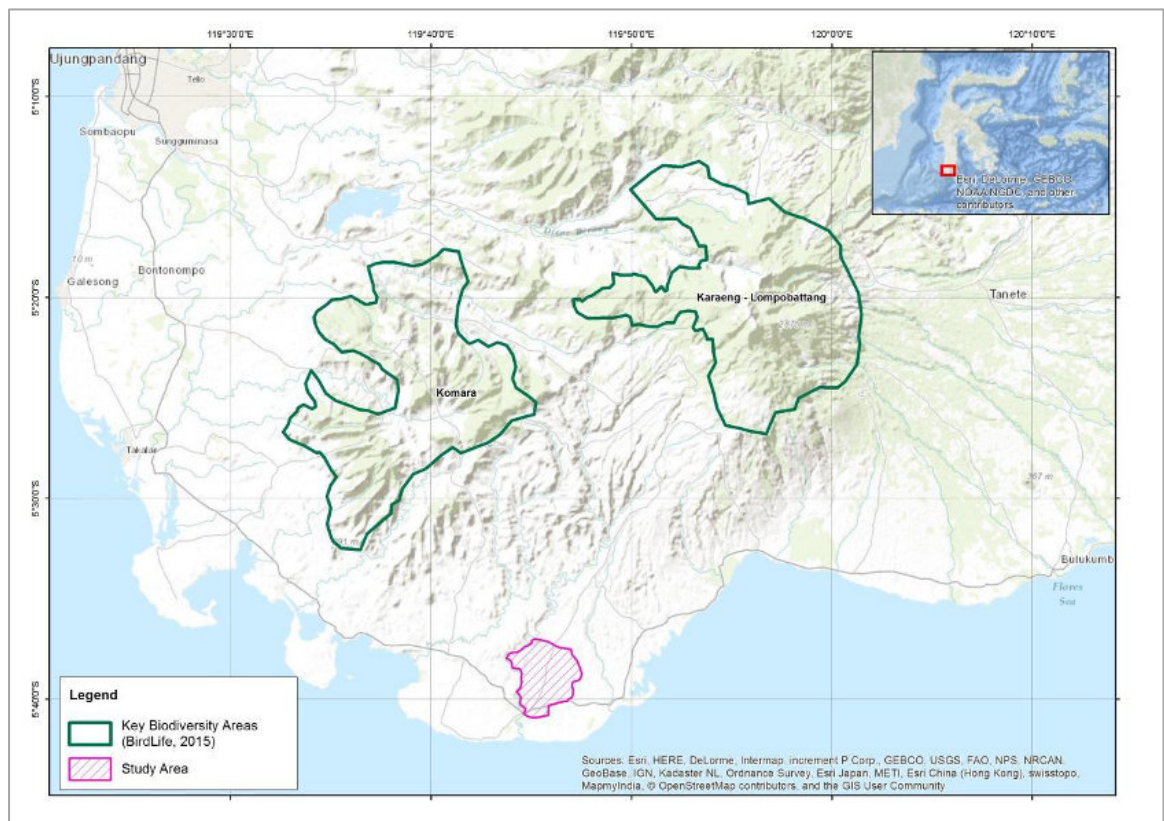 119°30'0"E
119°40'0"E
119°50'0"E
120°0'0"E
120°10'0"E
Ujungpandang
Tello
5°10'0"S
Sombaopu
Sungguminasa
Esri, DeLorme, GEBCO,
NOAA NGDC, and other
contributors
10 m
Galesong
Bontonompo
5°20'0"S
Karaeng - Lompobattang
Tanete
Komara
Takalar
267 m
5°30'0"S
Bulukumb
Flores
Sea
5°40'0"S
Legend
Key Biodiversity Areas
(BirdLife, 2015)
Study Area
Sources: Esri, HERE, DeLorme, Intermap, increment P Corp., GEBCO, USGS, FAO, NPS, NRCAN,
GeoBase, IGN, Kadaster NL, Ordnance Survey, Esri Japan, METI, Esri China (Hong Kong), swisstopo,
MapmyIndia, © OpenStreetMap contributors, and the GIS User Community